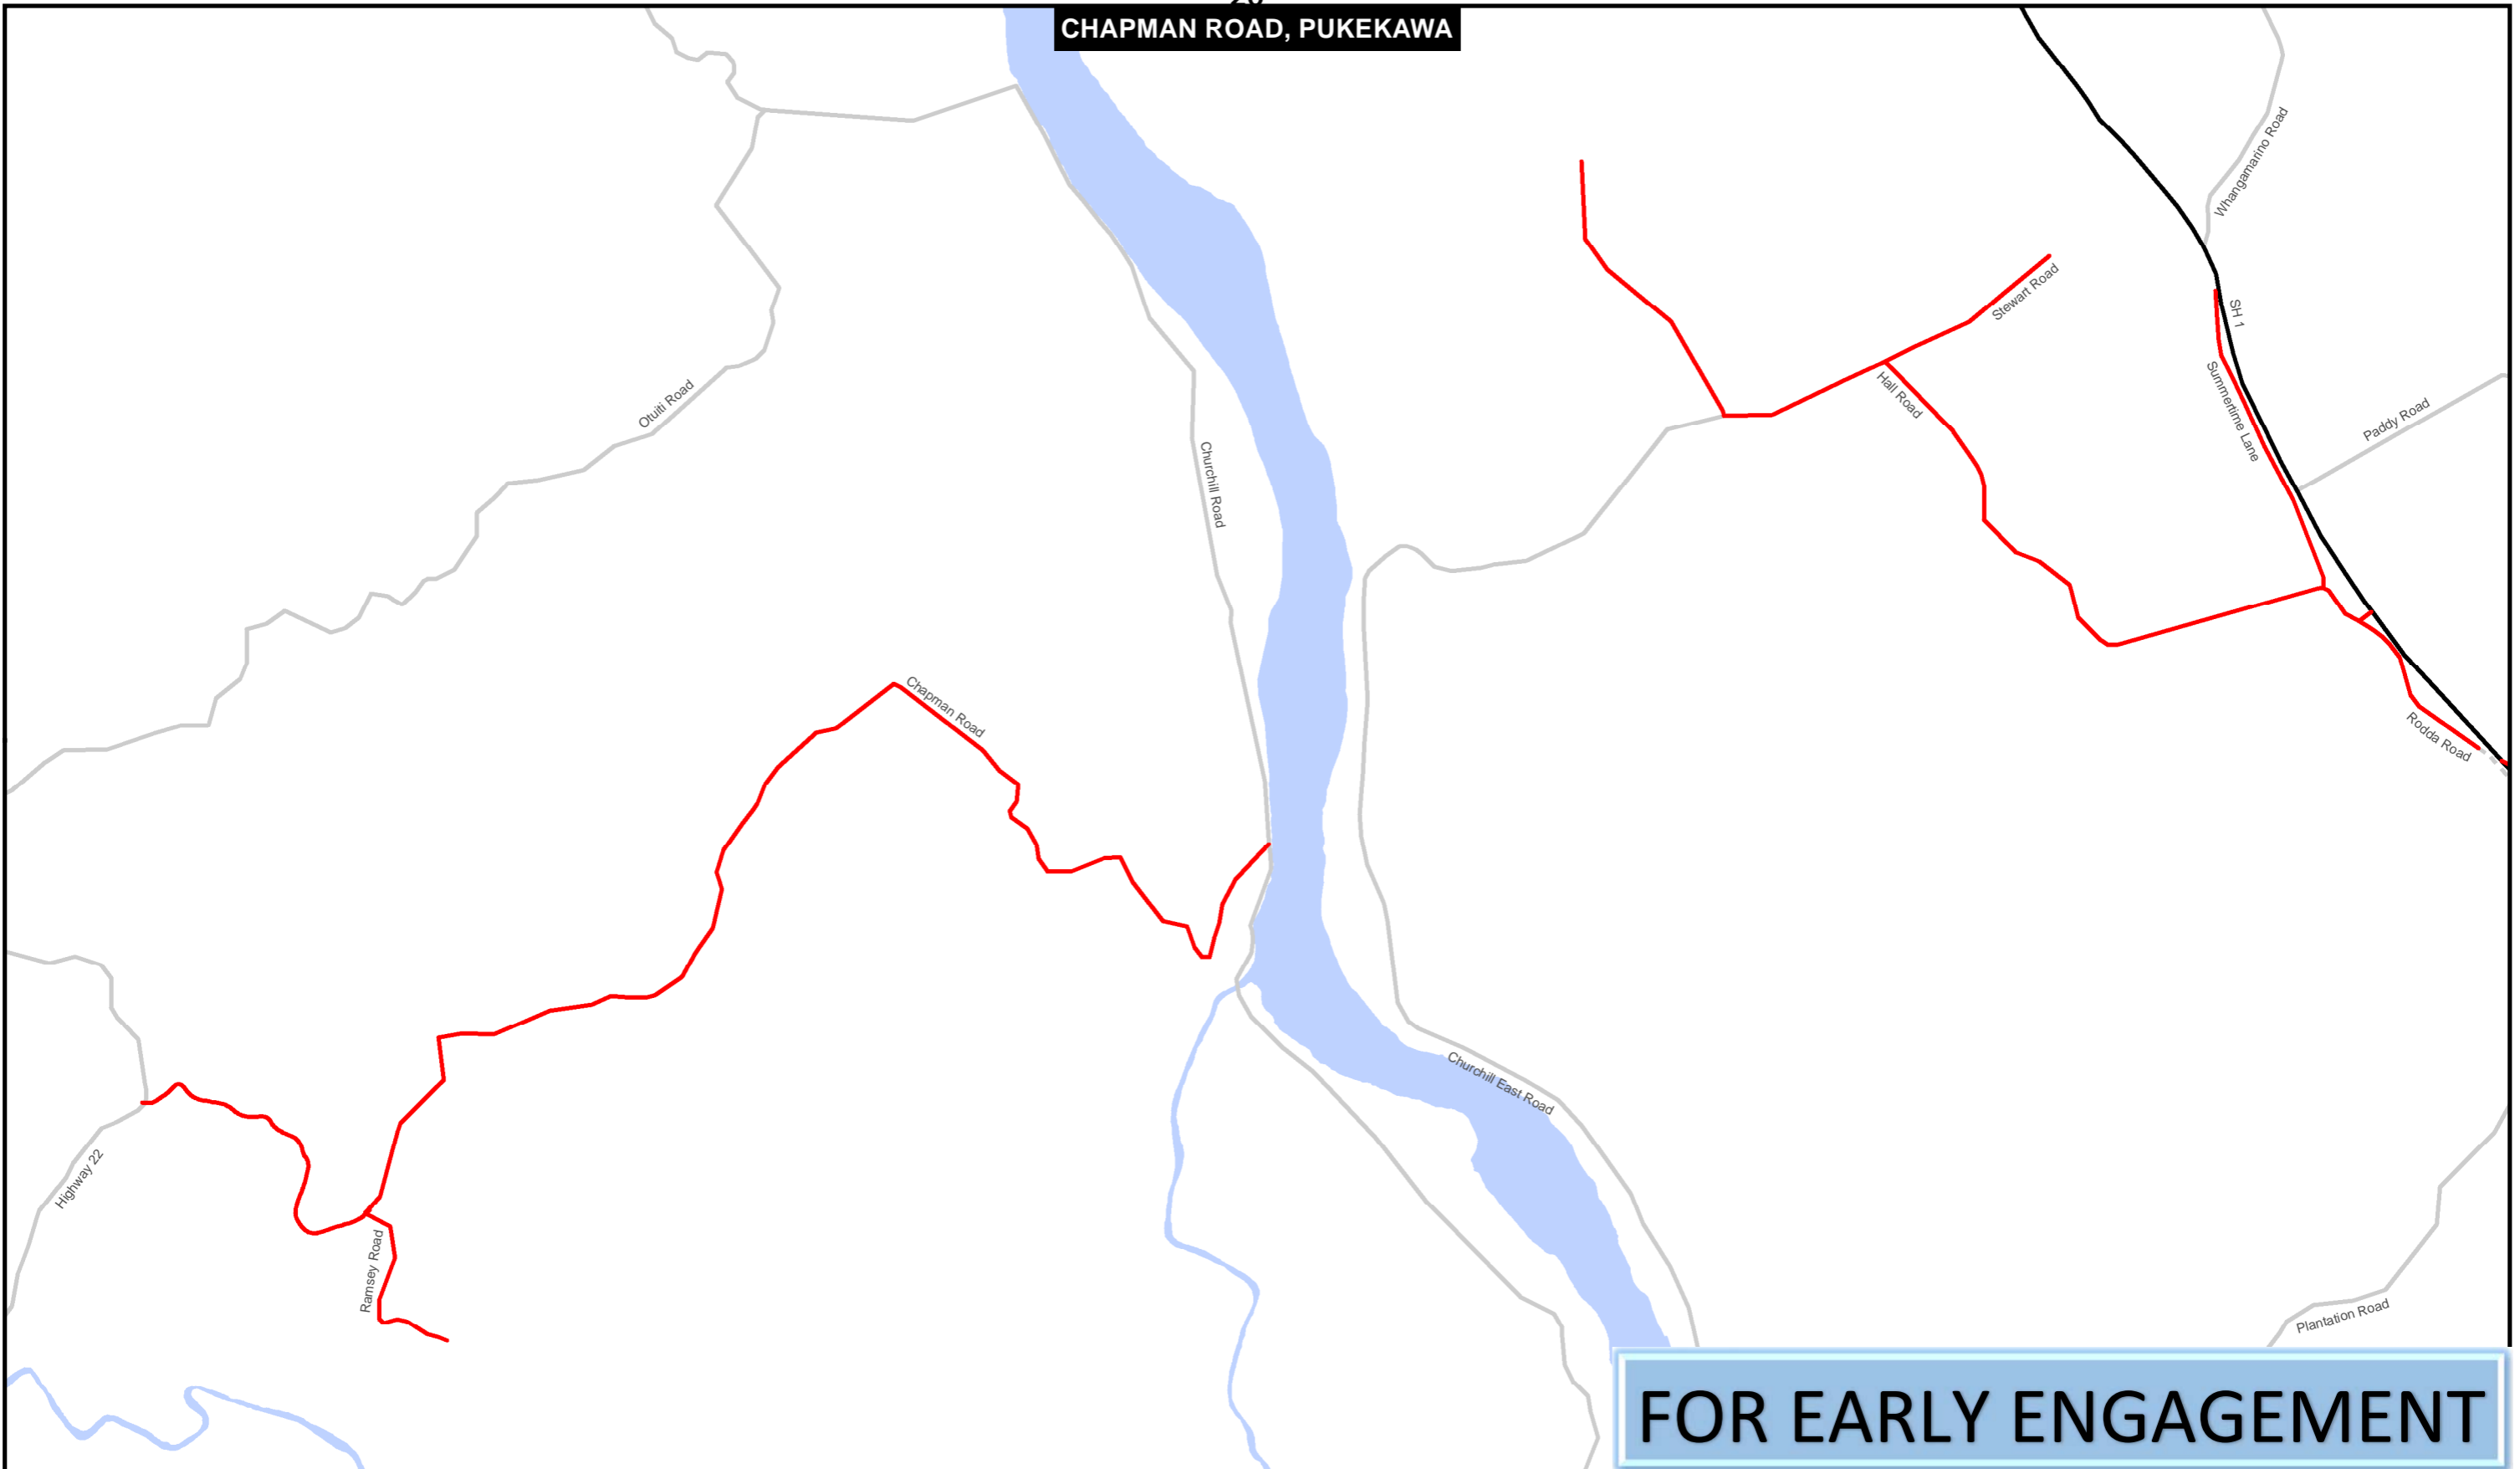 CHAPMAN ROAD, PUKEKAWA
Whangamarino Road
Stewart Road
SH 1
Hall Road
Summertime Lane
Paddy Road
Otuiti Road
Churchill Road
Chapman Road
Rodda Road
Churchill East Road
Highway 22
Ramsey Road
Plantation Road
FOR EARLY ENGAGEMENT